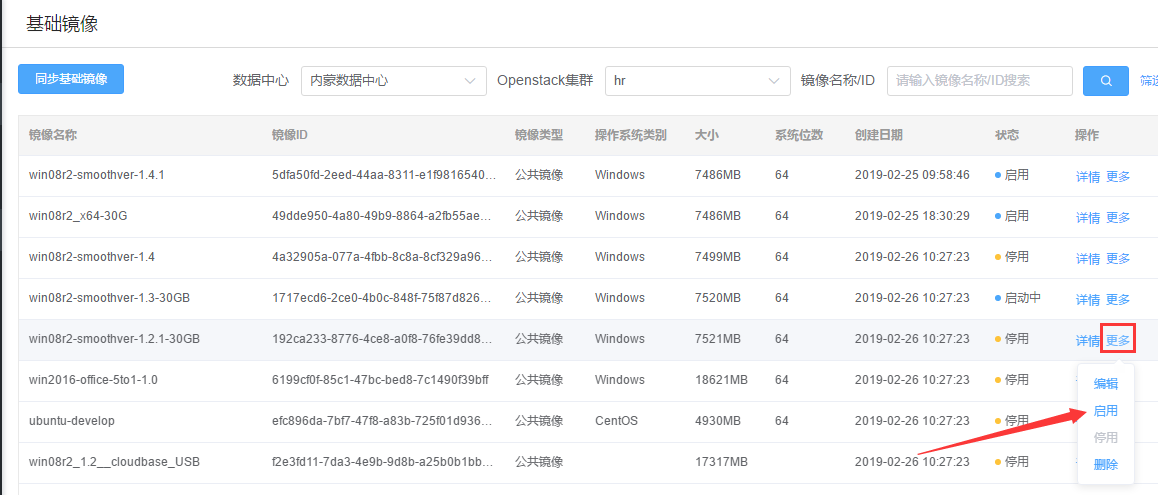 基础镜像
同步基础镜像 数据中心 内蒙数据中心 Openstack集群 hr 镜像名称/ID 请输入镜像名称/ID搜索
镜像名称 镜像ID 镜像类型 操作系统类别 大小 系统位数 创建日期 状态 操作
win08r2-smoothver-1.4.1 5dfa50fd-2eed-44aa-8311-e1f9816540... 公共镜像 Windows 7486MB 64 2019-02-25 09:58:46 启用 详情 更多
win08r2_x64-30G 49dde950-4a80-49b9-8864-a2fb55ae... 公共镜像 Windows 7486MB 64 2019-02-25 18:30:29 启用 详情 更多
win08r2-smoothver-1.4 4a32905a-077a-4fbb-8c8a-8cf329a96... 公共镜像 Windows 7499MB 64 2019-02-26 10:27:23 停用 详情 更多
win08r2-smoothver-1.3-30GB 1717ecd6-2ce0-4b0c-848f-75f87d826... 公共镜像 Windows 7520MB 64 2019-02-26 10:27:23 启动中 详情 更多
win08r2-smoothver-1.2.1-30GB 192ca233-8776-4ce8-a0f8-76fe39dd8... 公共镜像 Windows 7521MB 64 2019-02-26 10:27:23 停用 详情 更多
win2016-office-5to1-1.0 6199cf0f-85c1-47bc-bed8-7c1490f39bff 公共镜像 Windows 18621MB 64 2019-02-26 10:27:23 停用
编辑
ubuntu-develop efc896da-7bf7-47f8-a83b-725f01d936... 公共镜像 CentOS 4930MB 64 2019-02-26 10:27:23 停用
启用
停用
win08r2_1.2__cloudbase_USB f2e3fd11-7da3-4e9b-9d8b-a25b0b1bb... 公共镜像 17317MB 2019-02-26 10:27:23 停用
删除